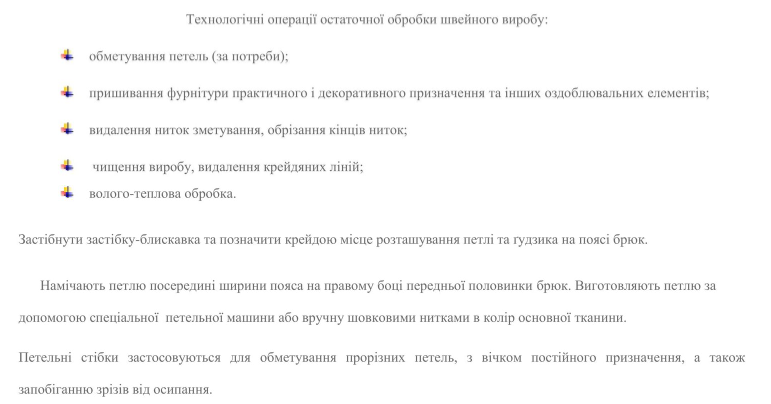 Технологічні операції остаточної обробки швейного виробу:
обметування петель (за потреби);
пришивання фурнітури практичного і декоративного призначення та інших оздоблювальних елементів;
видалення ниток зметування, обрізання кінців ниток;
чищення виробу, видалення крейдяних ліній;
волого-теплова обробка.
Застібнути застібку-блискавка та позначити крейдою місце розташування петлі та ґудзика на поясі брюк.
Намічають петлю посередині ширини пояса на правому боці передньої половинки брюк. Виготовляють петлю за
допомогою спеціальної петельної машини або вручну шовковими нитками в колір основної тканини.
Петельні стібки застосовуються для обметування прорізних петель, з вічком постійного призначення, а також
запобіганню зрізів від осипання.